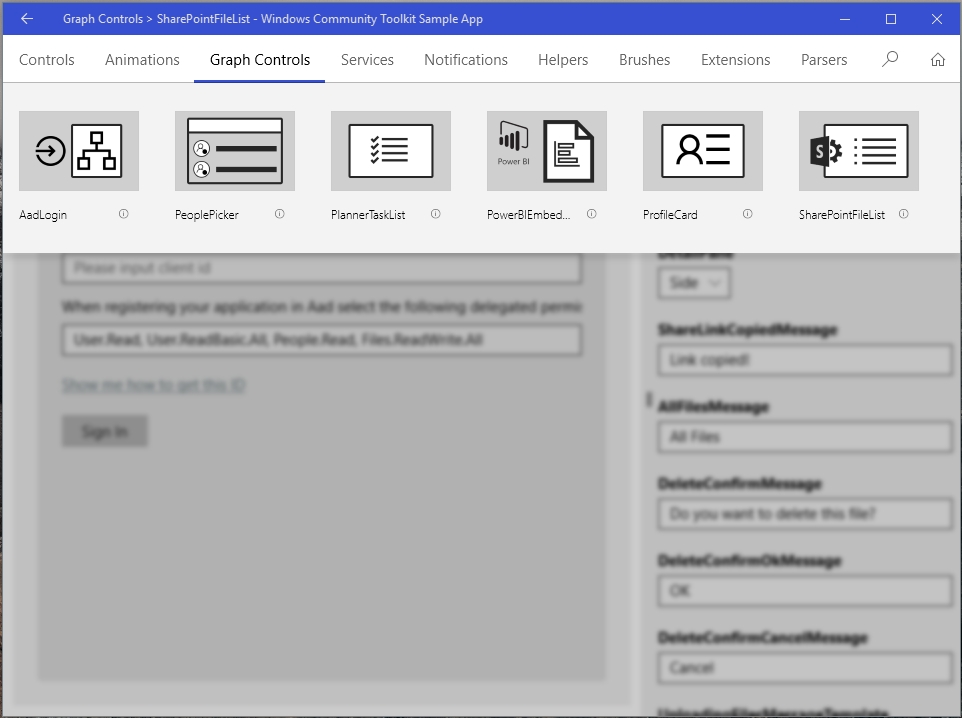 Graph Controls > SharePointFileList - Windows Community Toolkit Sample App
Controls Animations Graph Controls Services Notifications Helpers Brushes Extensions Parsers
Power BI
S
AadLogin PeoplePicker PlannerTaskList PowerBIEmbed... ProfileCard SharePointFileList
DetailPane
Please input client id
Side
When registering your application in Aad select the following delegated permi
ShareLinkCopiedMessage
User.Read, User.ReadBasic.All, People.Read, Files.ReadWrite.All
Link copied!
Show me how to get this ID
AllFilesMessage
Sign In
All Files
DeleteConfirmMessage
Do you want to delete this file?
DeleteConfirmOkMessage
OK
DeleteConfirmCancelMessage
Cancel
UploadingFilesMessageTemplate